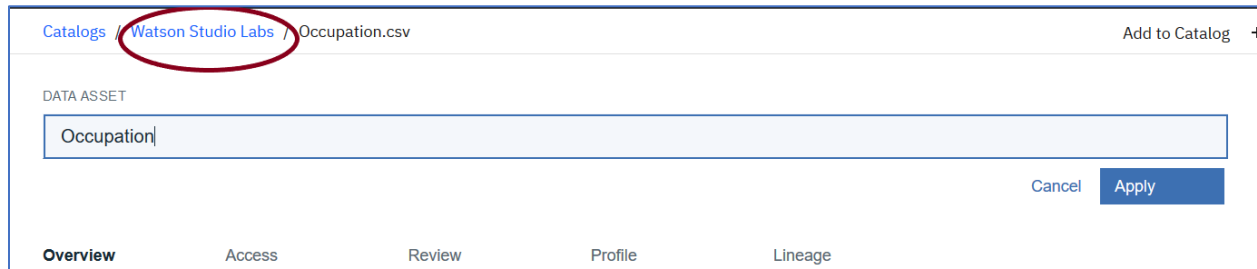 Catalogs / Watson Studio Labs / Occupation.csv Add to Catalog +
DATA ASSET
Occupation
Cancel Apply
Overview Access Review Profile Lineage